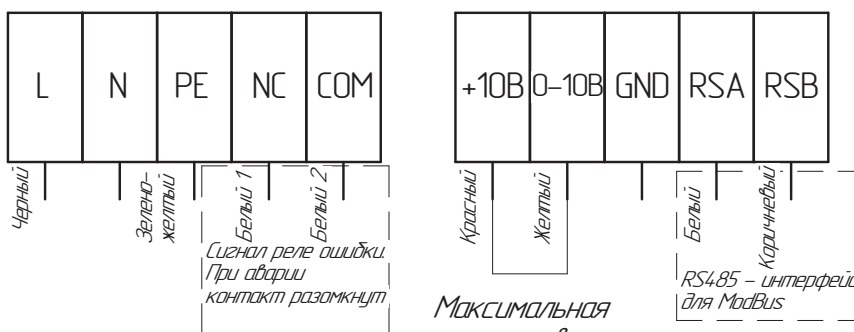 L N PE NC COM
+10В 0-10В GND RSA RSB
Черный
Зелено-
желтый
Белый 1
Белый 2
Сигнал реле ошибки.
При аварии
контакт разомкнут
Красный
Желтый
Белый
Коричневый
RS485 - интерфейс
для ModBus
Максимальная